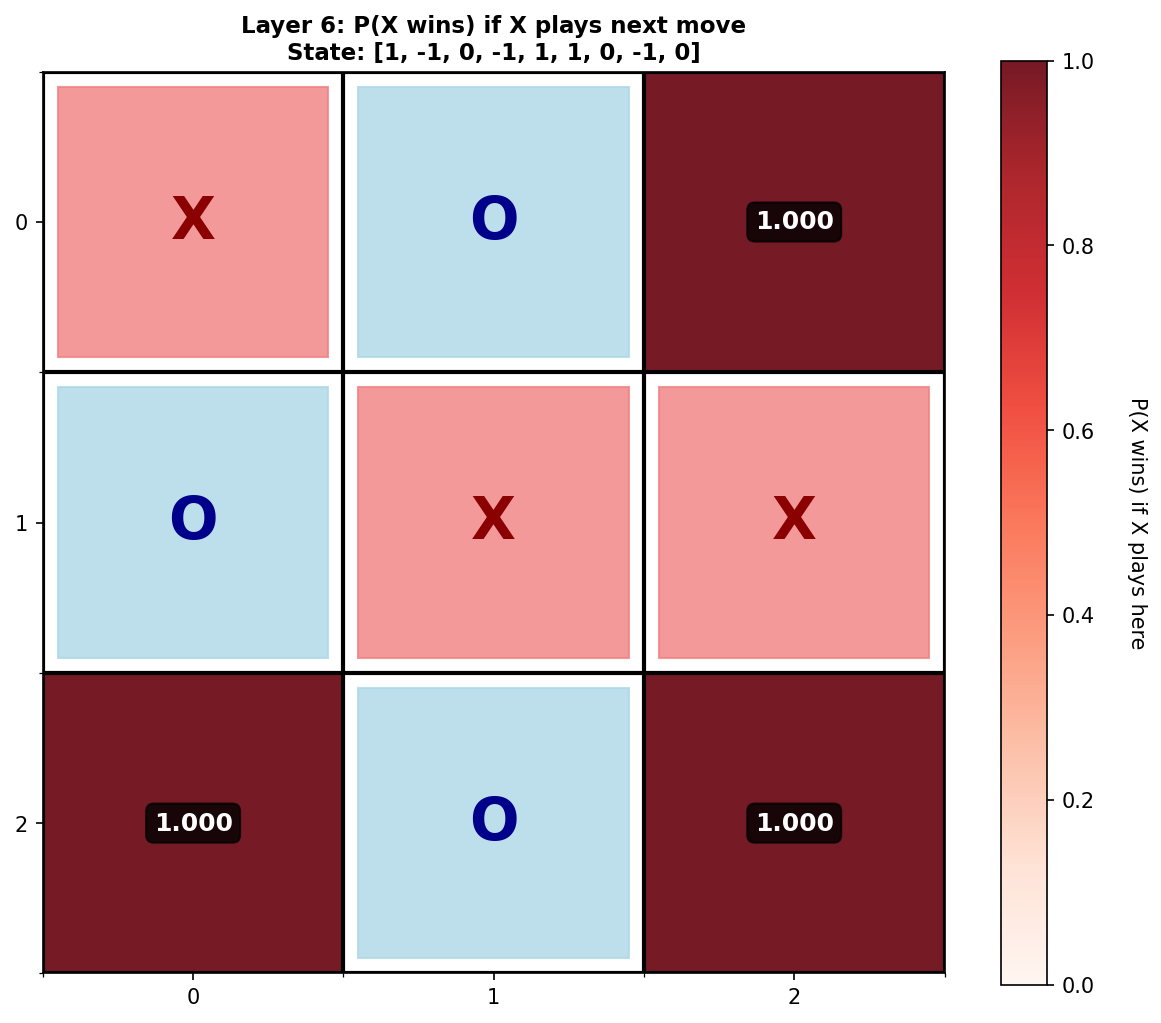 Layer 6: P(X wins) if X plays next move
State: [1, -1, 0, -1, 1, 1, 0, -1, 0]
X
O
1.000
O
X
X
1.000
O
1.000
0
1
2
0
1
2
1.0
0.8
0.6
0.4
0.2
0.0
P(X wins) if X plays here